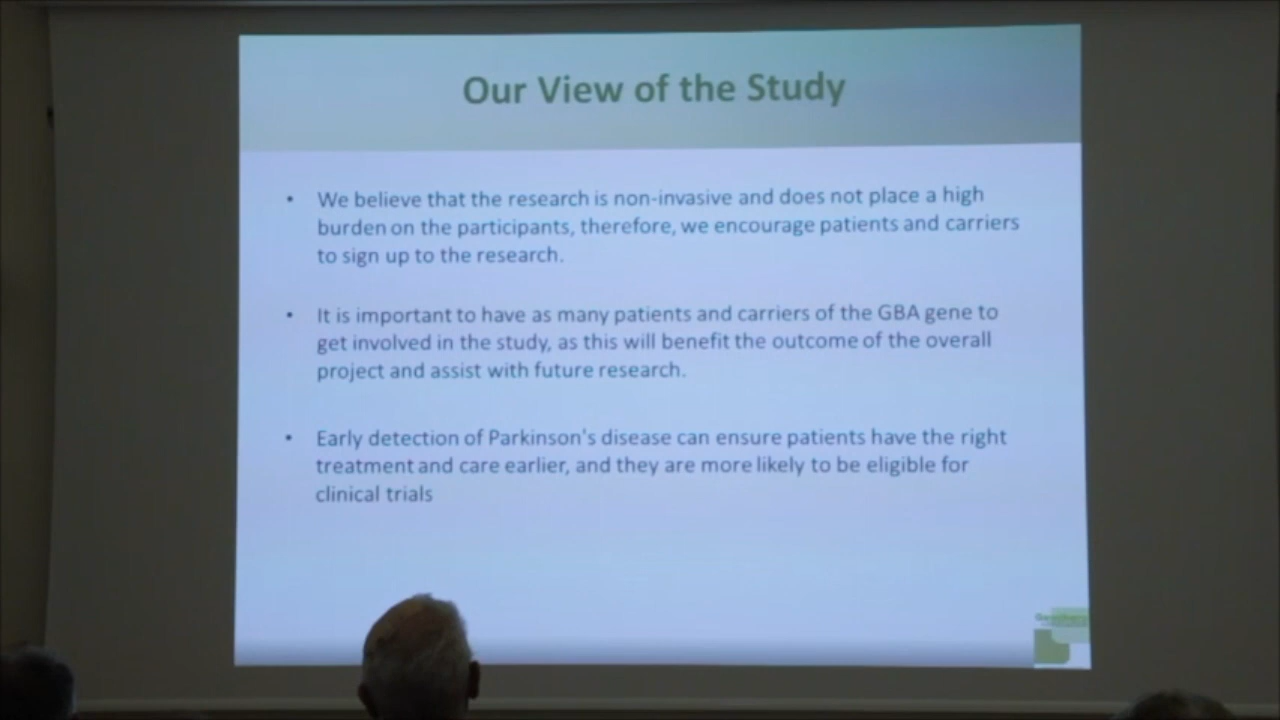 Our View of the Study
• We believe that the research is non-invasive and does not place a high
burden on the participants, therefore, we encourage patients and carriers
to sign up to the research.
• It is important to have as many patients and carriers of the GBA gene to
get involved in the study, as this will benefit the outcome of the overall
project and assist with future research.
• Early detection of Parkinson's disease can ensure patients have the right
treatment and care earlier, and they are more likely to be eligible for
clinical trials